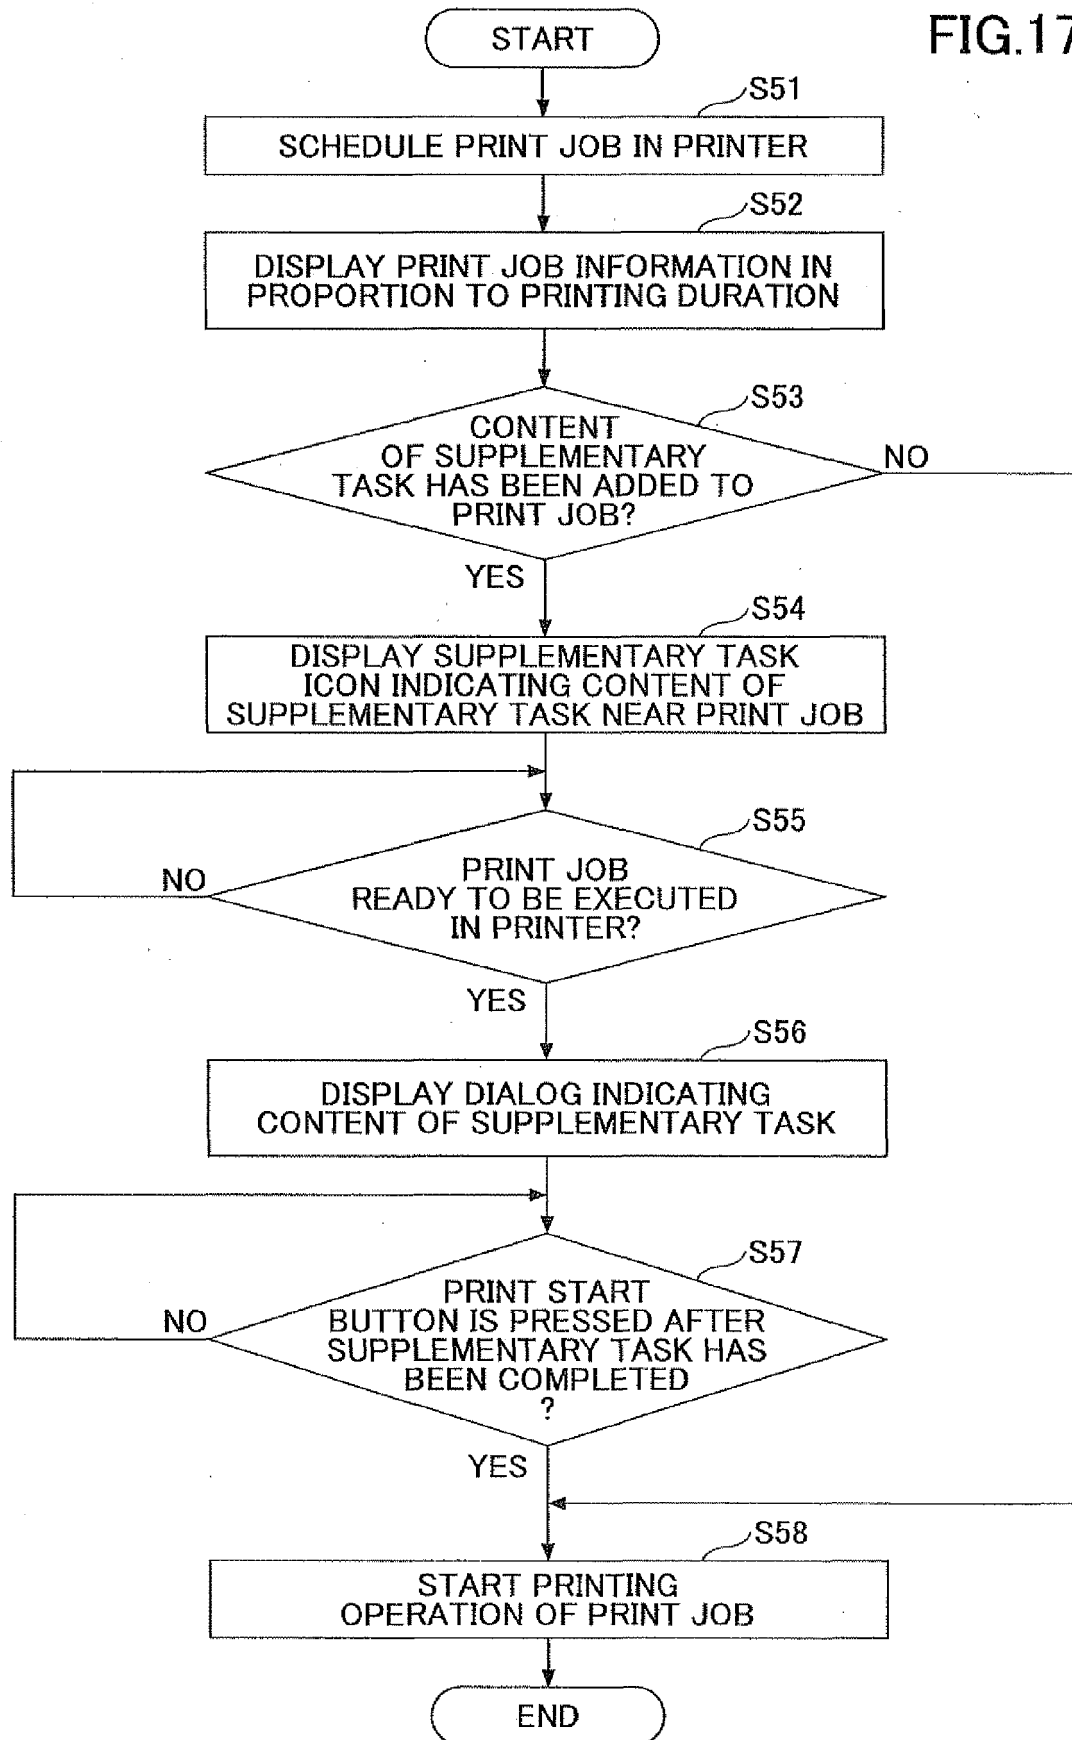 FIG.17
START
S51
SCHEDULE PRINT JOB IN PRINTER
S52
DISPLAY PRINT JOB INFORMATION IN
PROPORTION TO PRINTING DURATION
S53
CONTENT
OF SUPPLEMENTARY
TASK HAS BEEN ADDED TO
PRINT JOB?
NO
YES
S54
DISPLAY SUPPLEMENTARY TASK
ICON INDICATING CONTENT OF
SUPPLEMENTARY TASK NEAR PRINT JOB
S55
PRINT JOB
READY TO BE EXECUTED
IN PRINTER?
NO
YES
S56
DISPLAY DIALOG INDICATING
CONTENT OF SUPPLEMENTARY TASK
S57
PRINT START
BUTTON IS PRESSED AFTER
SUPPLEMENTARY TASK HAS
BEEN COMPLETED
?
NO
YES
S58
START PRINTING
OPERATION OF PRINT JOB
END